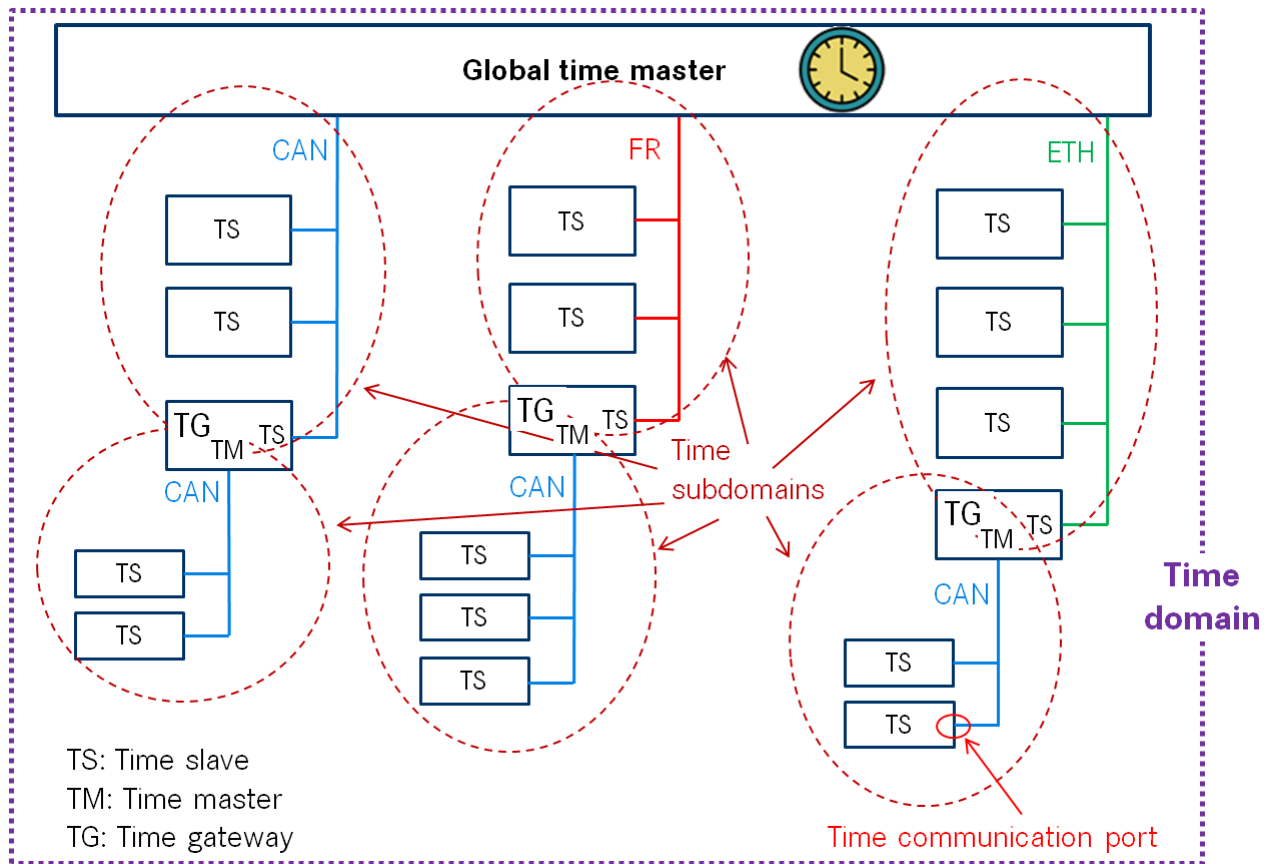 Global time master
CAN
FR
ETH
TS
TS
TS
TS
TS
TS
TS
TG
TM
TS
TG
TM
TS
TG
TM
TS
CAN
CAN
CAN
Time
subdomains
TS
TS
TS
TS
TS
TS
TS
Time
domain
TS: Time slave
TM: Time master
TG: Time gateway
Time communication port